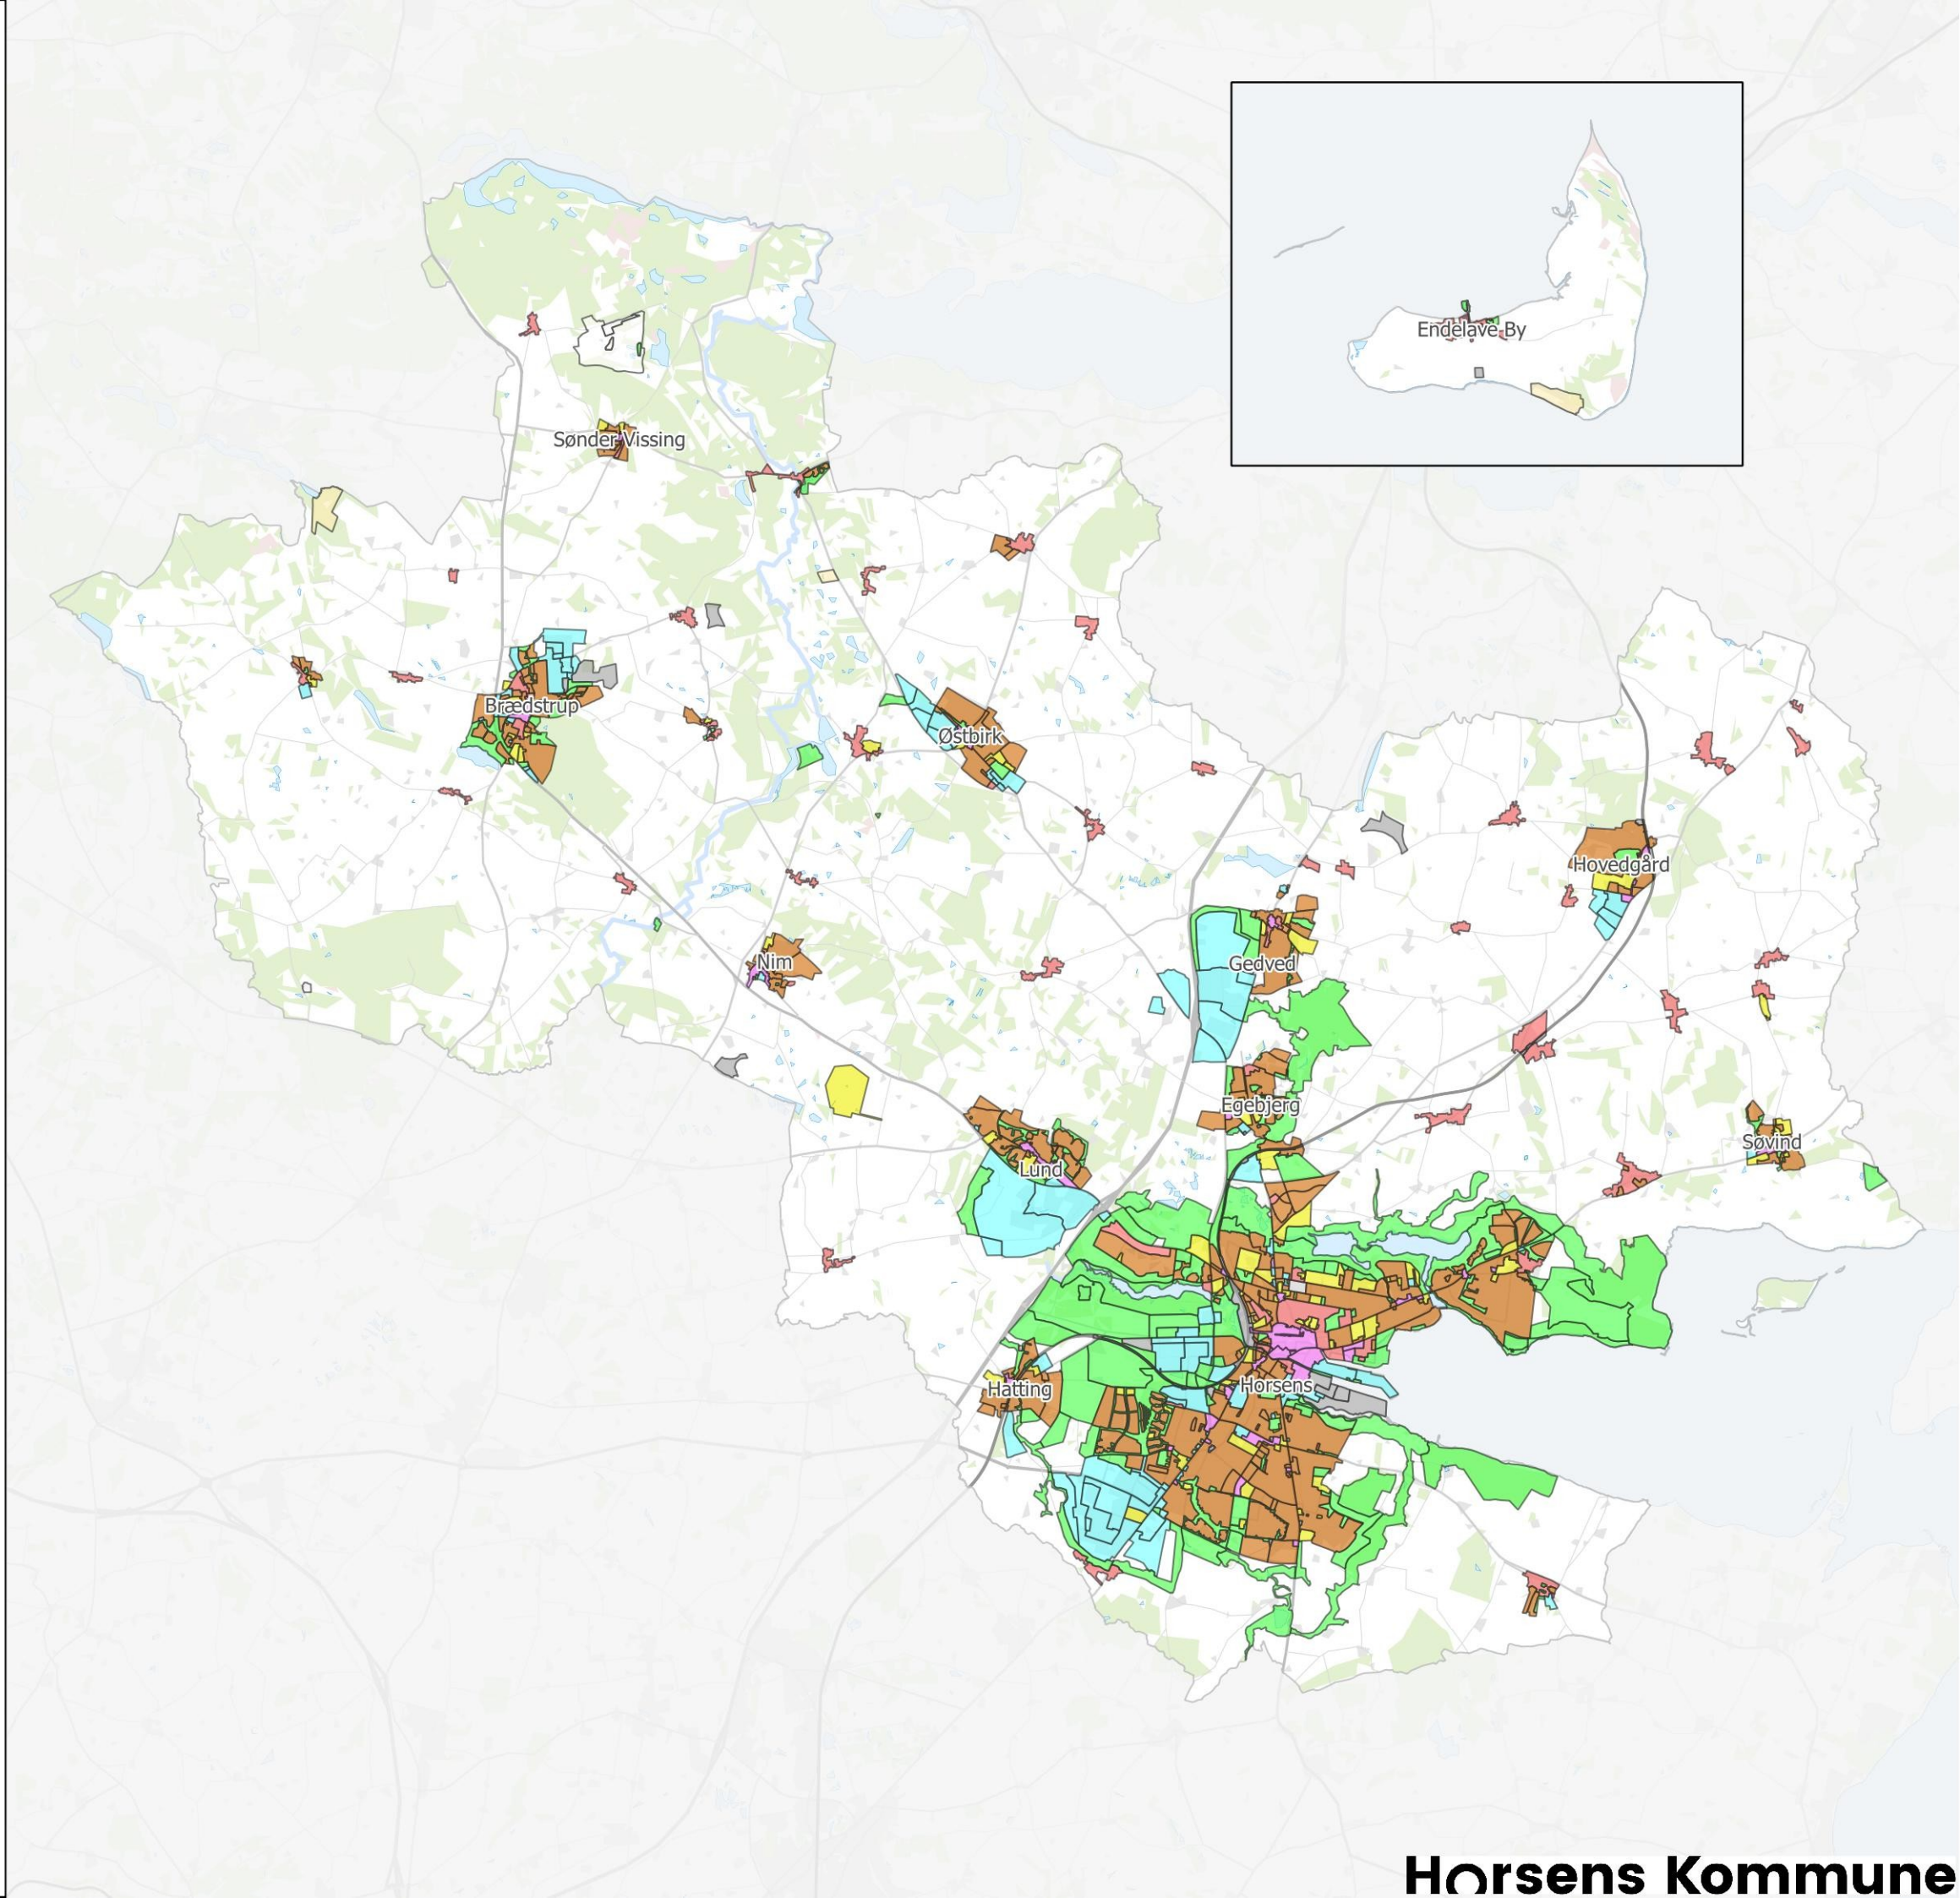 Endelave By
Sønder Vissing
Brædstrup
Østbirk
Hovedgård
Nim
Gedved
Egebjerg
Søvind
Lund
Hatting
Horsens
Horsens Kommune